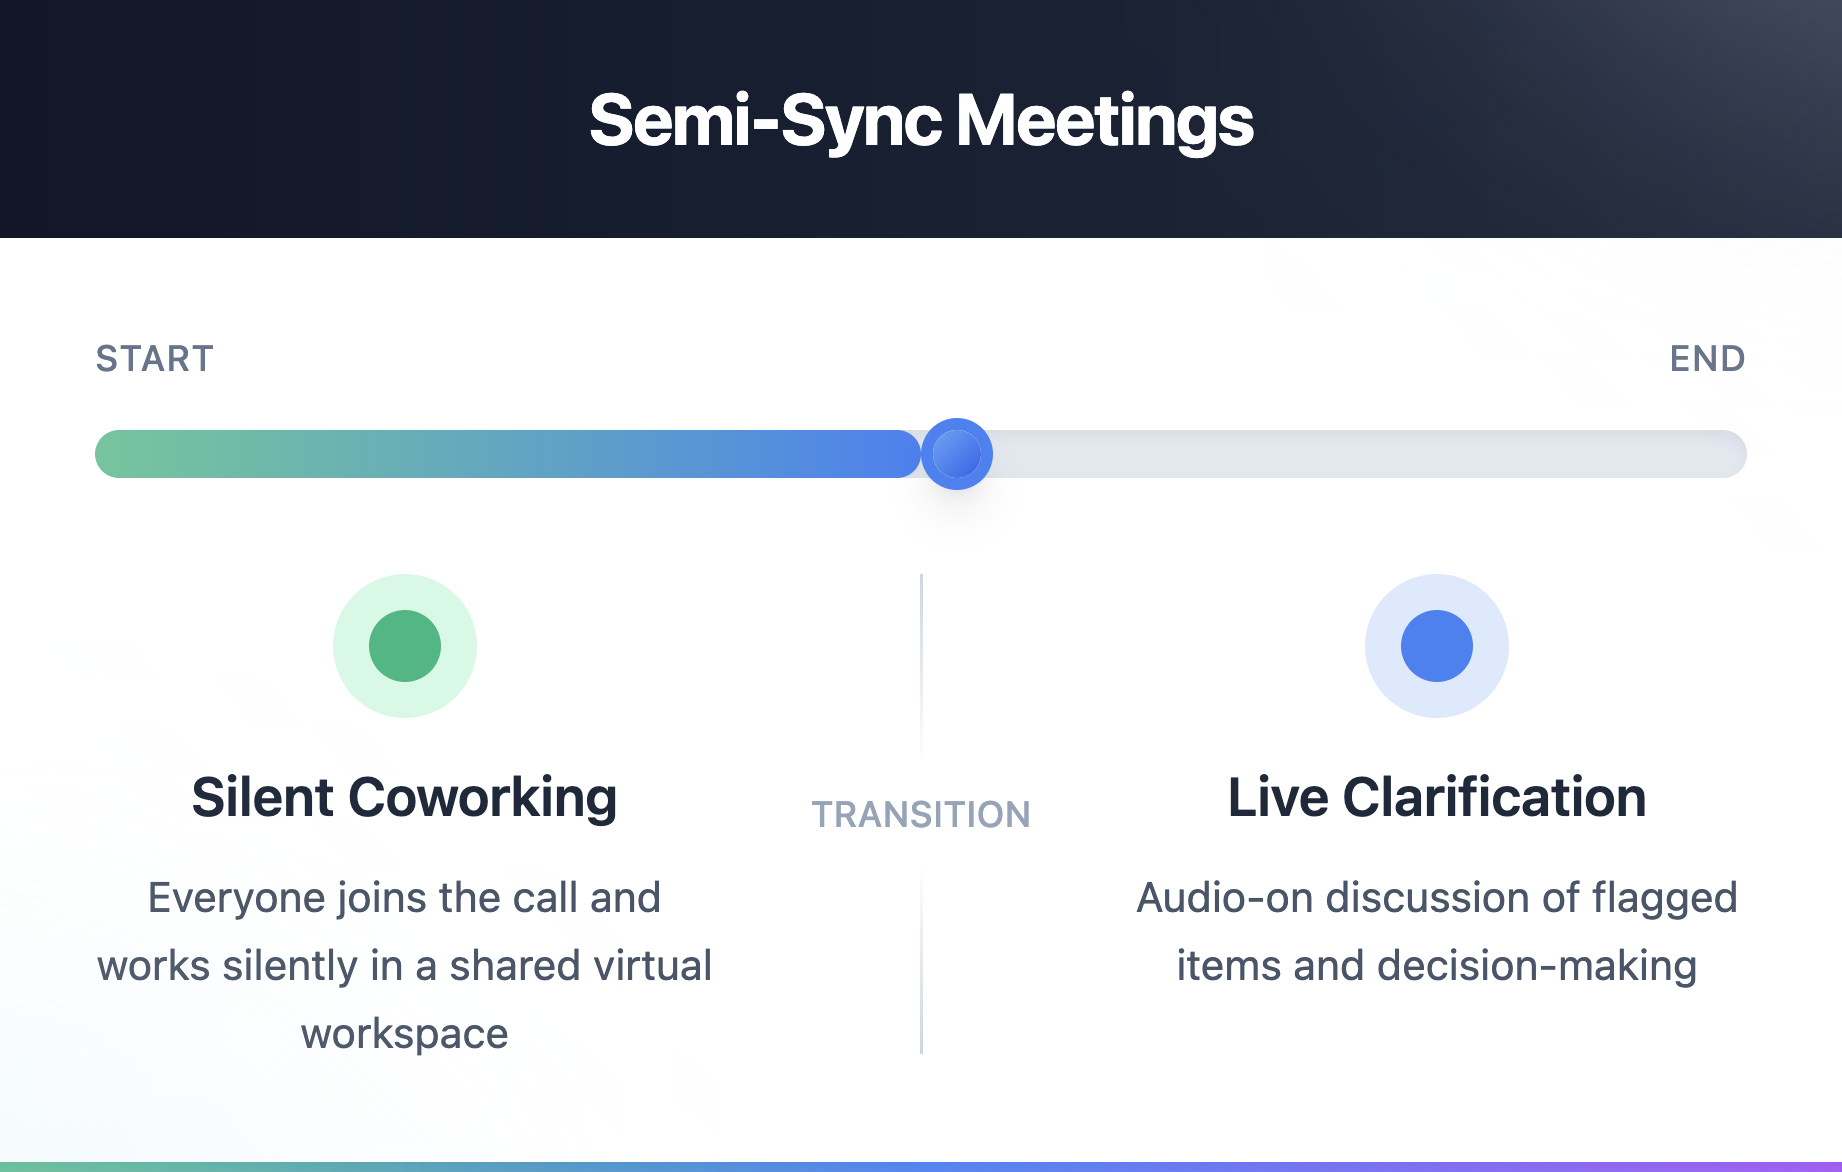 Semi-Sync Meetings
START
END
Silent Coworking
Everyone joins the call and
works silently in a shared virtual
workspace
TRANSITION
Live Clarification
Audio-on discussion of flagged
items and decision-making